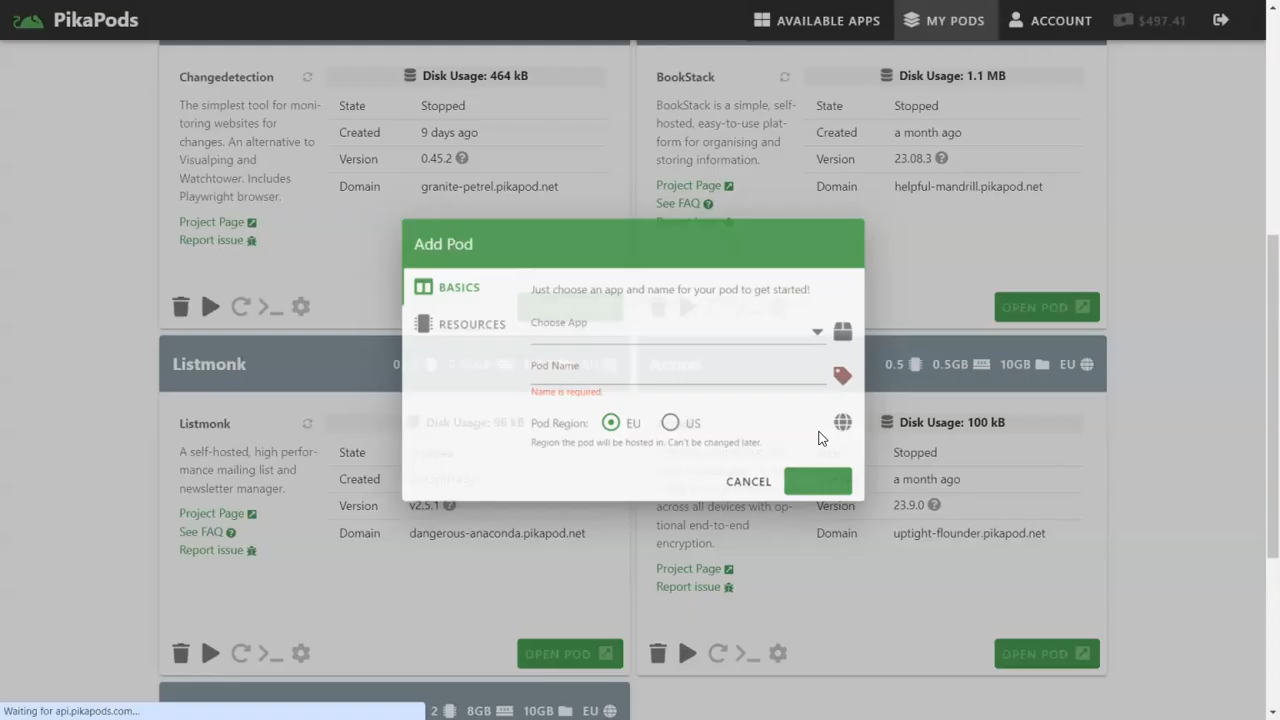 PikaPods
AVAILABLE APPS
MY PODS
ACCOUNT
$497.41
Changedetection
Disk Usage: 464 kB
The simplest tool for moni-
toring websites for
changes. An alternative to
Visualping and
Watchtower. Includes
Playwright browser.
Project Page
Report issue
State Stopped
Created 9 days ago
Version 0.45.2
Domain granite-petrel.pikapod.net
OPEN POD
BookStack
Disk Usage: 1.1 MB
BookStack is a simple, self-
hosted, easy-to-use plat-
form for organising and
storing information.
Project Page
See FAQ
State Stopped
Created a month ago
Version 23.08.3
Domain helpful-mandrill.pikapod.net
Add Pod
BASICS
RESOURCES
Just choose an app and name for your pod to get started!
Choose App
Pod Name
Name is required.
Pod Region: EU US
Region the pod will be hosted in. Can't be changed later.
CANCEL
Listmonk
Listmonk
Disk Usage: 96 kB
A self-hosted, high perfor-
mance mailing list and
newsletter manager.
Project Page
See FAQ
Report issue
State
Created
Version v2.5.1
Domain dangerous-anaconda.pikapod.net
OPEN POD
0.5 0.5GB 10GB EU
Disk Usage: 100 kB
across all devices with op-
tional end-to-end
encryption.
Project Page
Report issue
Stopped
a month ago
Version 23.9.0
Domain uptight-flounder.pikapod.net
OPEN POD
2 8GB 10GB EU
Waiting for api.pikapods.com...